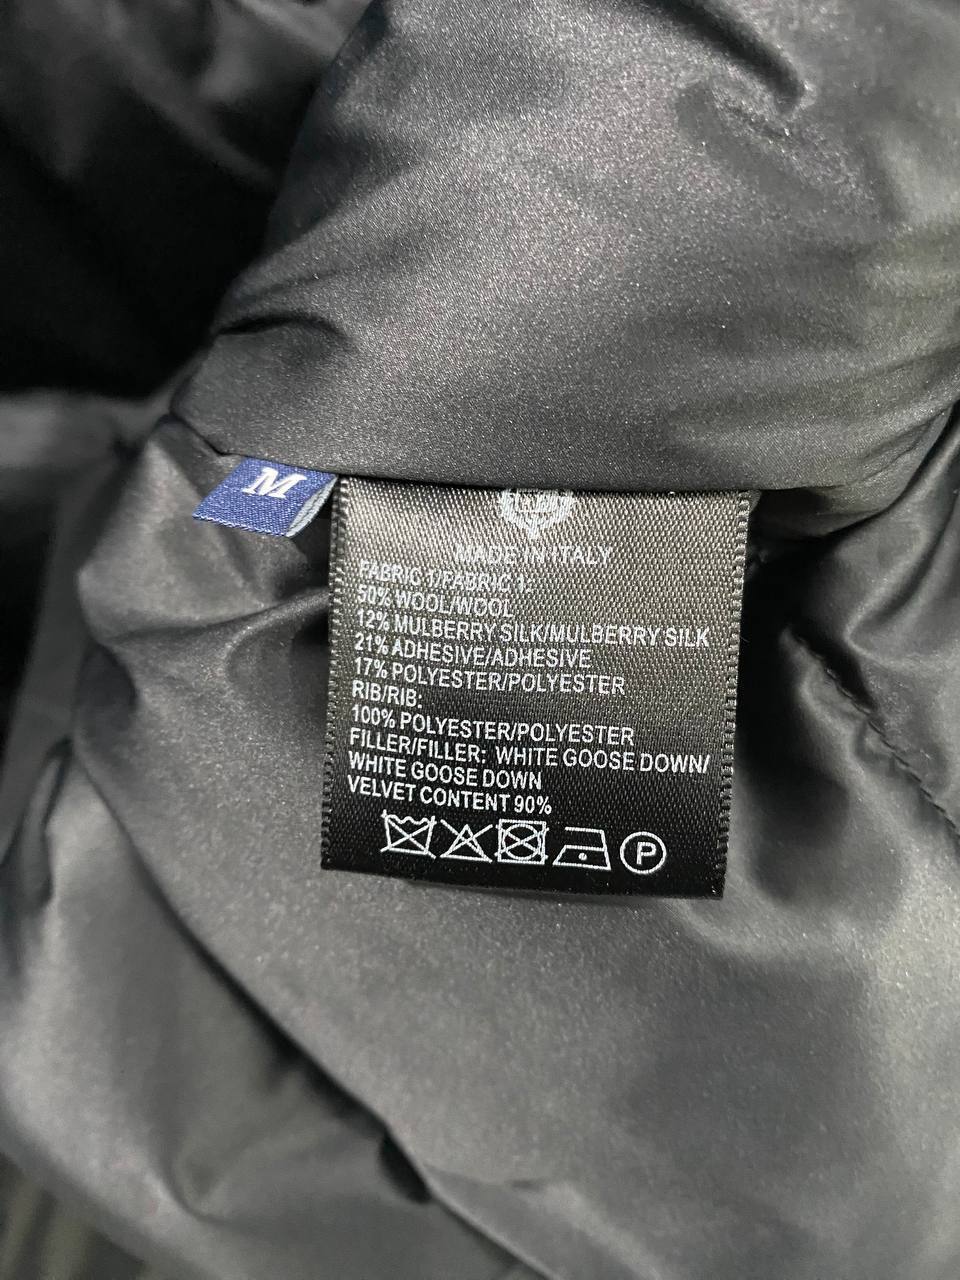 M
MADE IN ITALY
FABRIC 1/FABRIC 1:
50% WOOL/WOOL
12% MULBERRY SILK/MULBERRY SILK
21% ADHESIVE/ADHESIVE
17% POLYESTER/POLYESTER
RIB/RIB:
100% POLYESTER/POLYESTER
FILLER/FILLER: WHITE GOOSE DOWN/
WHITE GOOSE DOWN
VELVET CONTENT 90%
P